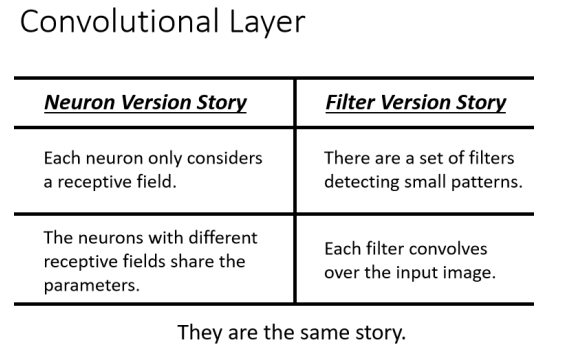 Convolutional Layer
Neuron Version Story
Filter Version Story
Each neuron only considers
a receptive field.
There are a set of filters
detecting small patterns.
The neurons with different
receptive fields share the
parameters.
Each filter convolves
over the input image.
They are the same story.